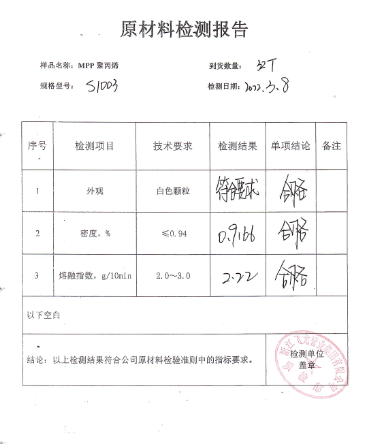 原材料检测报告
样品名称：MPP 聚丙烯 到货数量： 32T
规格型号： S1003 检测日期：2022.3.8
序号 检测项目 技术要求 检测结果 单项结论 备注
1 外观 白色颗粒 符合要求 合格
2 密度，% ≤0.94 0.9166 合格
3 熔融指数，g/10min 2.0～3.0 2.22 合格
以下空白
结论：以上检测结果符合公司原材料检验准则中的指标要求。 检测单位
盖章